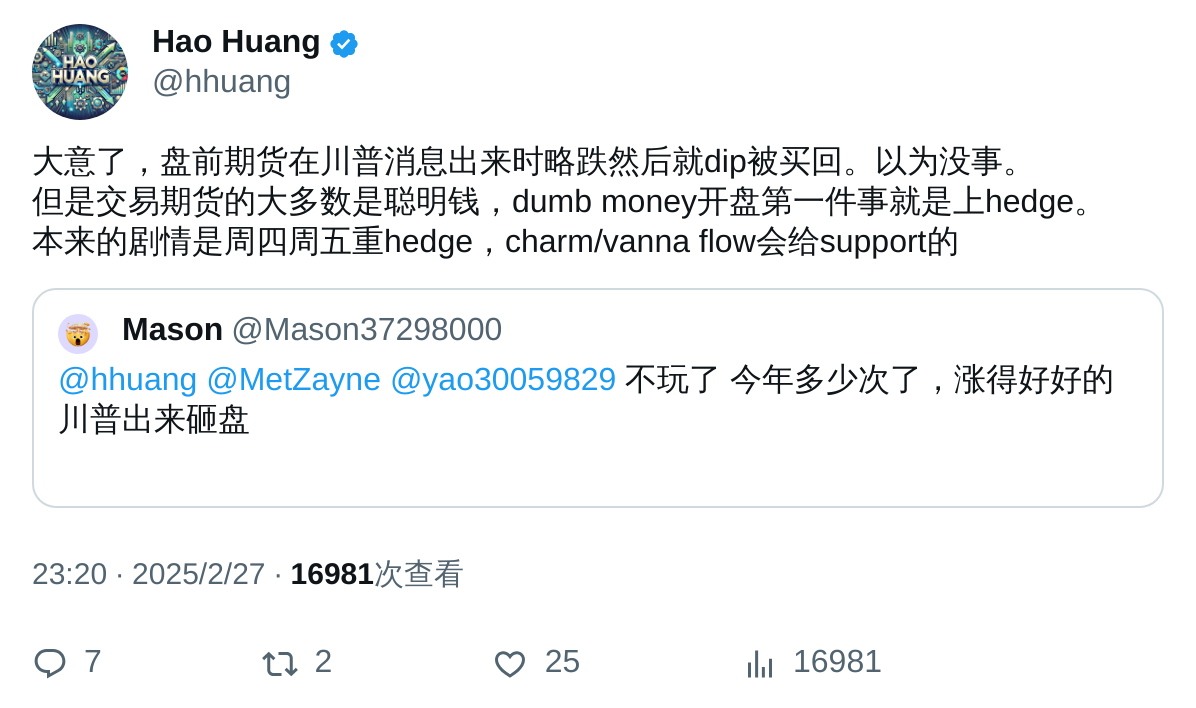 HAO
HUANG
Hao Huang
@hhuang
大意了，盘前期货在川普消息出来时略跌然后就dip被买回。以为没事。
但是交易期货的大多数是聪明钱，dumb money开盘第一件事就是上hedge。
本来的剧情是周四周五重hedge，charm/vanna flow会给support的
Mason @Mason37298000
@hhuang @MetZayne @yao30059829 不玩了 今年多少次了，涨得好好的
川普出来砸盘
23:20 · 2025/2/27 · 16981次查看
7 2 25 16981